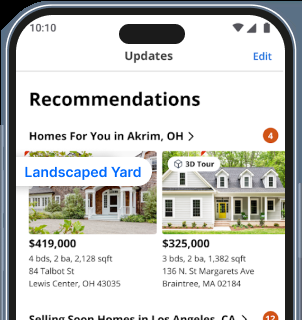 10:10
Updates
Edit
Recommendations
Homes For You in Akrim, OH
4
Landscaped Yard
3D Tour
$419,000
4 bds, 2 ba, 2,128 sqft
84 Talbot St
Lewis Center, OH 43035
$325,000
3 bds, 2 ba, 1,382 sqft
136 N. St Margarets Ave
Braintree, MA 02184
Selling Soon Homes in Los Angeles, CA
12